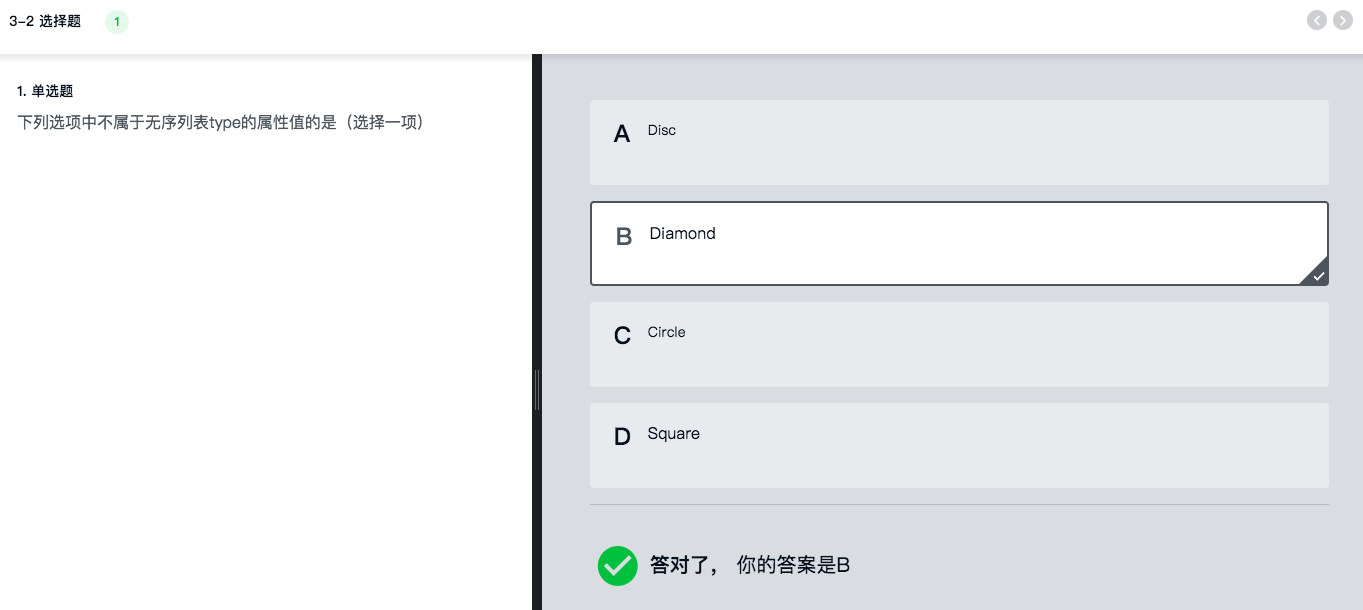 3-2 选择题 1
1. 单选题
下列选项中不属于无序列表type的属性值的是（选择一项）
A Disc
B Diamond
C Circle
D Square
答对了， 你的答案是B